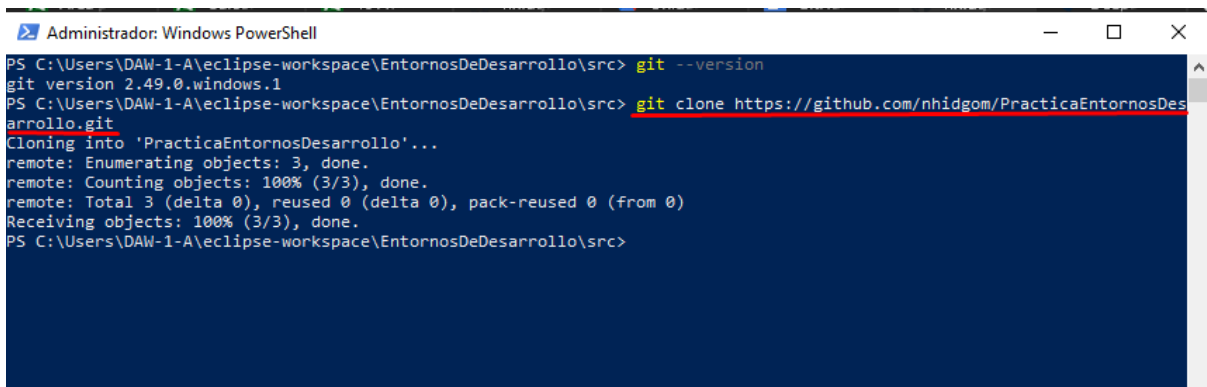 Administrador: Windows PowerShell
PS C:\Users\DAW-1-A\eclipse-workspace\EntornosDeDesarrollo\src> git --version
git version 2.49.0.windows.1
PS C:\Users\DAW-1-A\eclipse-workspace\EntornosDeDesarrollo\src> git clone https://github.com/nhidgom/PracticaEntornosDes
arrollo.git
Cloning into 'PracticaEntornosDesarrollo'...
remote: Enumerating objects: 3, done.
remote: Counting objects: 100% (3/3), done.
remote: Total 3 (delta 0), reused 0 (delta 0), pack-reused 0 (from 0)
Receiving objects: 100% (3/3), done.
PS C:\Users\DAW-1-A\eclipse-workspace\EntornosDeDesarrollo\src>